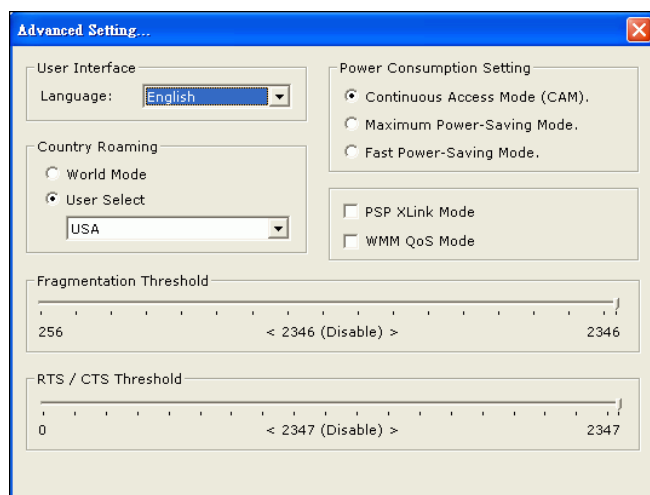 Advanced Setting...
User Interface
Language: English
Country Roaming
World Mode
User Select
USA
Power Consumption Setting
Continuous Access Mode (CAM).
Maximum Power-Saving Mode.
Fast Power-Saving Mode.
PSP XLink Mode
WMM QoS Mode
Fragmentation Threshold
256 < 2346 (Disable) > 2346
RTS / CTS Threshold
0 < 2347 (Disable) > 2347